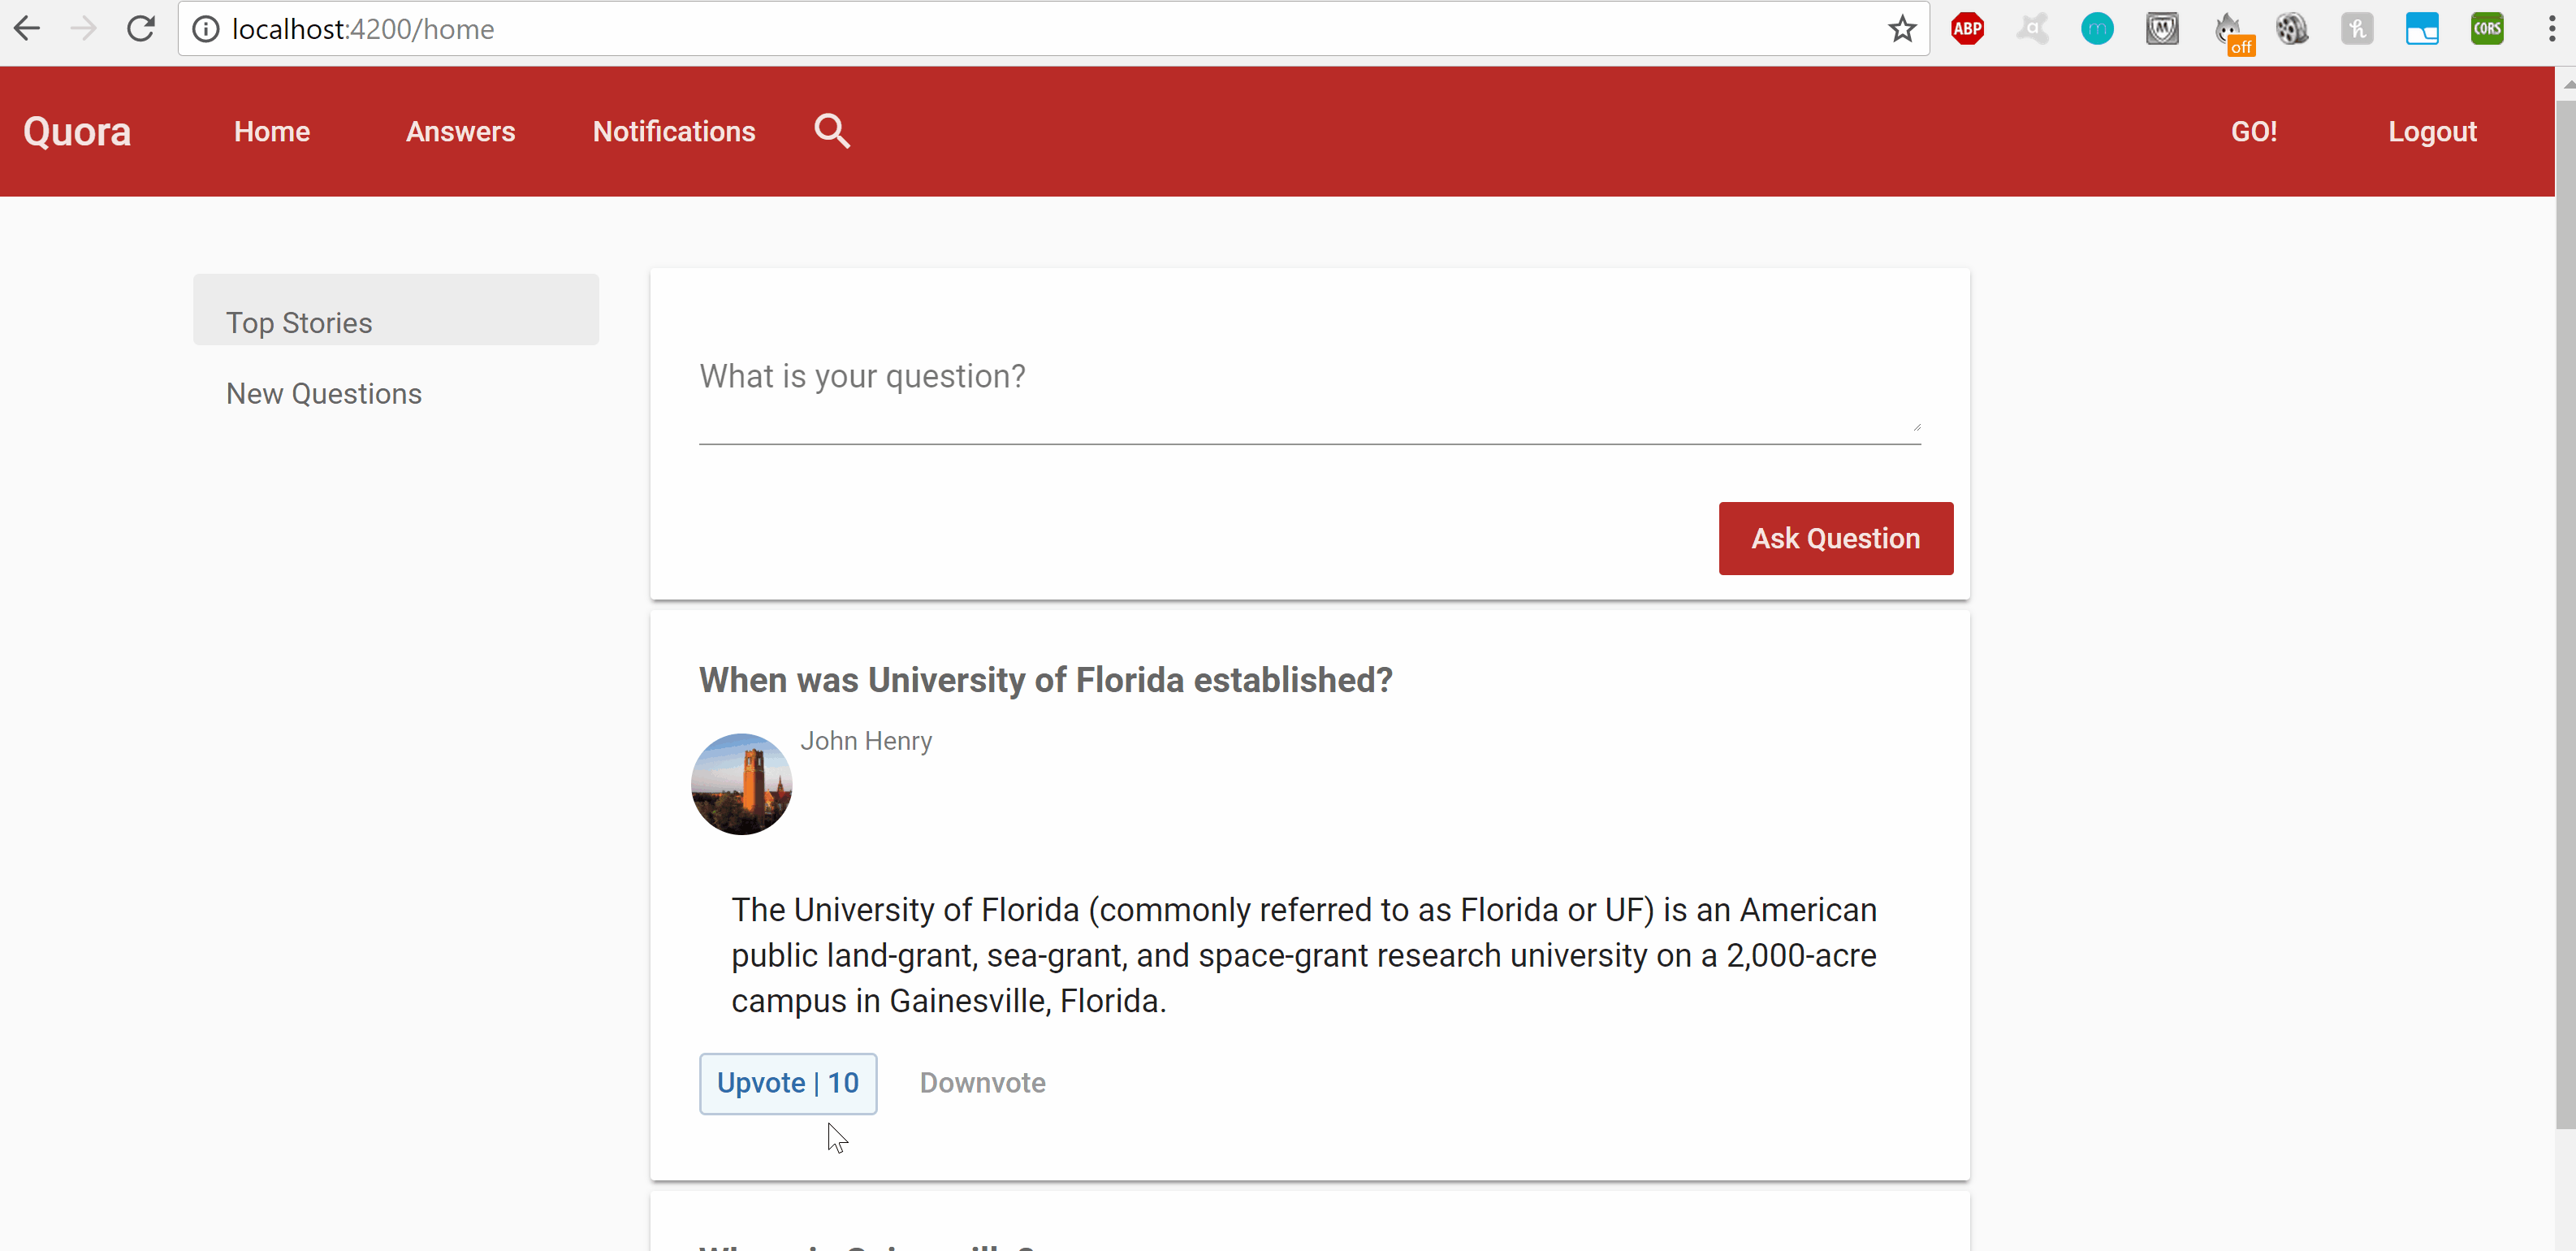 localhost:4200/home
ABP
a
m
M
off
h
CORS
Quora Home Answers Notifications GO! Logout
Top Stories
New Questions
What is your question?
Ask Question
When was University of Florida established?
John Henry
The University of Florida (commonly referred to as Florida or UF) is an American
public land-grant, sea-grant, and space-grant research university on a 2,000-acre
campus in Gainesville, Florida.
Upvote | 10 Downvote